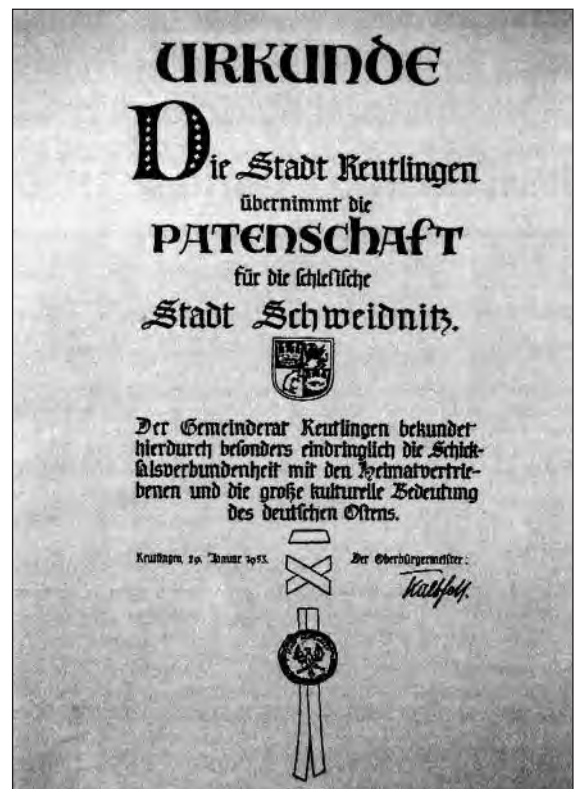 URKUNDE
Die Stadt Reutlingen
übernimmt die
PATENSCHAFT
für die schlesische
Stadt Schweidnitz.
Der Gemeinderat Reutlingen bekundet
hierdurch besonders eindringlich die Schick-
salsverbundenheit mit den Heimatvertrie-
benen und die große kulturelle Bedeutung
des deutschen Ostens.
Reutlingen, 29. Januar 1953. Der Oberbürgermeister:
Kalbfell.